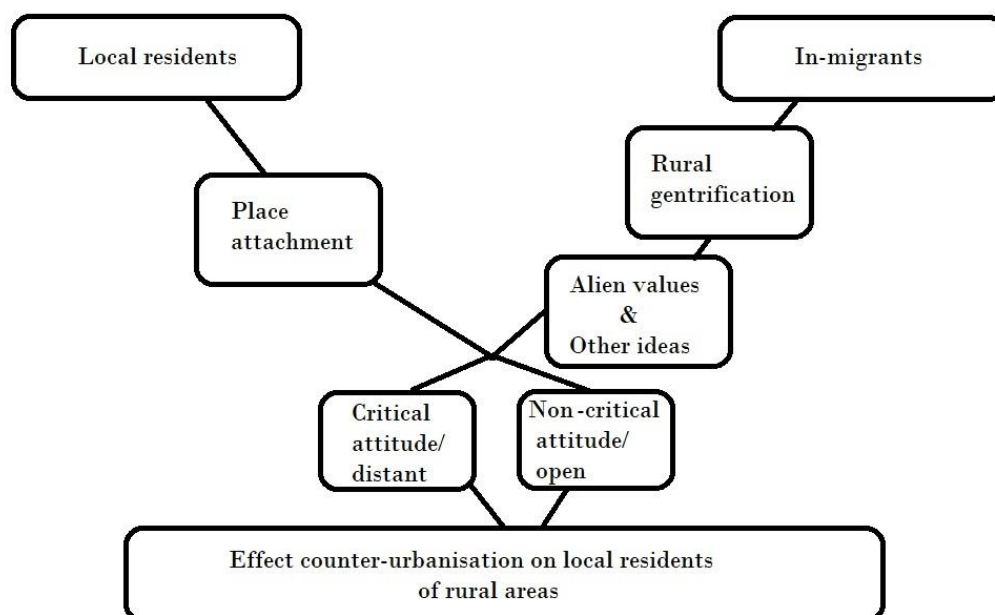 Local residents
In-migrants
Rural
gentrification
Place
attachment
Alien values
&
Other ideas
Critical
attitude/
distant
Non-critical
attitude/
open
Effect counter-urbanisation on local residents
of rural areas